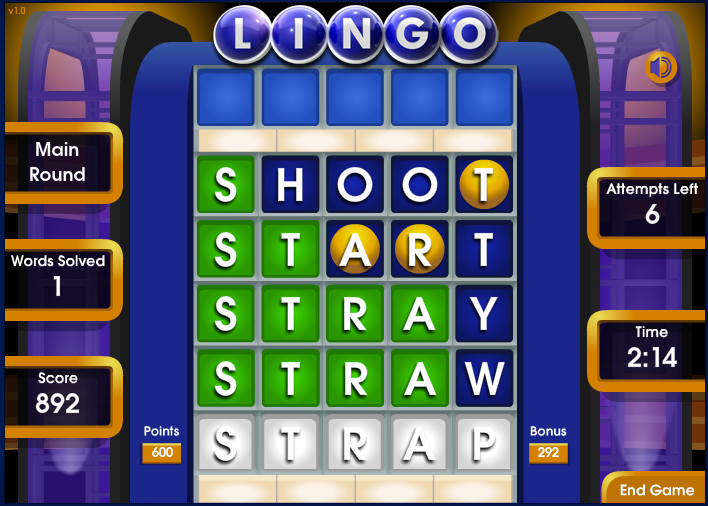 v1.0
LINGO
Main
Round
SHOOT
Attempts Left
6
START
Words Solved
1
STRAY
Time
2:14
STRAW
Score
892
Points
600
STRAP
Bonus
292
End Game